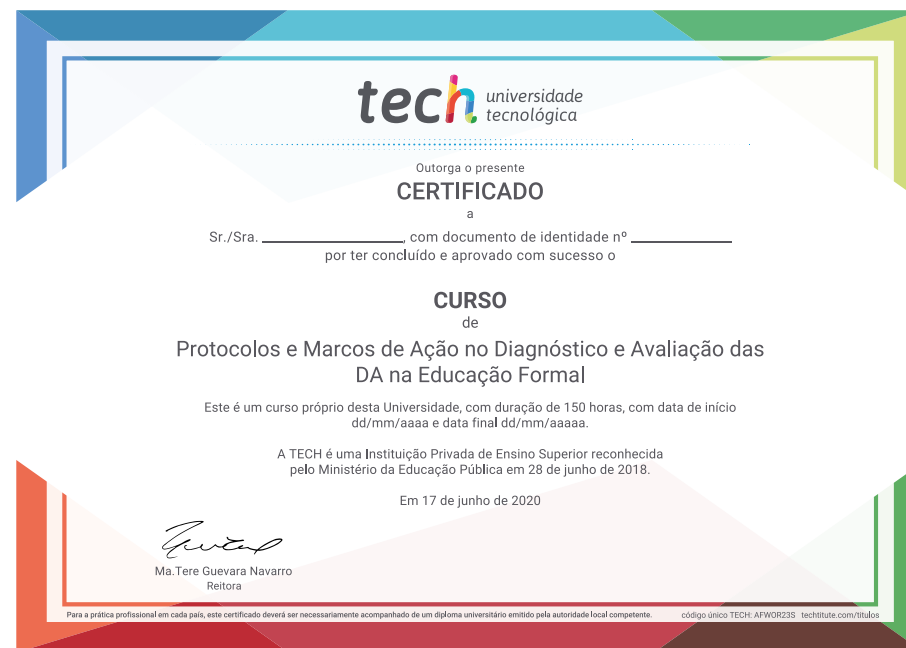 tech universidade
tecnológica
Outorga o presente
CERTIFICADO
a
Sr./Sra. ____________, com documento de identidade nº ____________
por ter concluído e aprovado com sucesso o
CURSO
de
Protocolos e Marcos de Ação no Diagnóstico e Avaliação das
DA na Educação Formal
Este é um curso próprio desta Universidade, com duração de 150 horas, com data de início
dd/mm/aaaa e data final dd/mm/aaaaa.
A TECH é uma Instituição Privada de Ensino Superior reconhecida
pelo Ministério da Educação Pública em 28 de junho de 2018.
Em 17 de junho de 2020
Ma.Tere Guevara Navarro
Reitora
Para a prática profissional em cada país, este certificado deverá ser necessariamente acompanhado de um diploma universitário emitido pela autoridade local competente. código único TECH: AFWOR23S techtitute.com/titulos